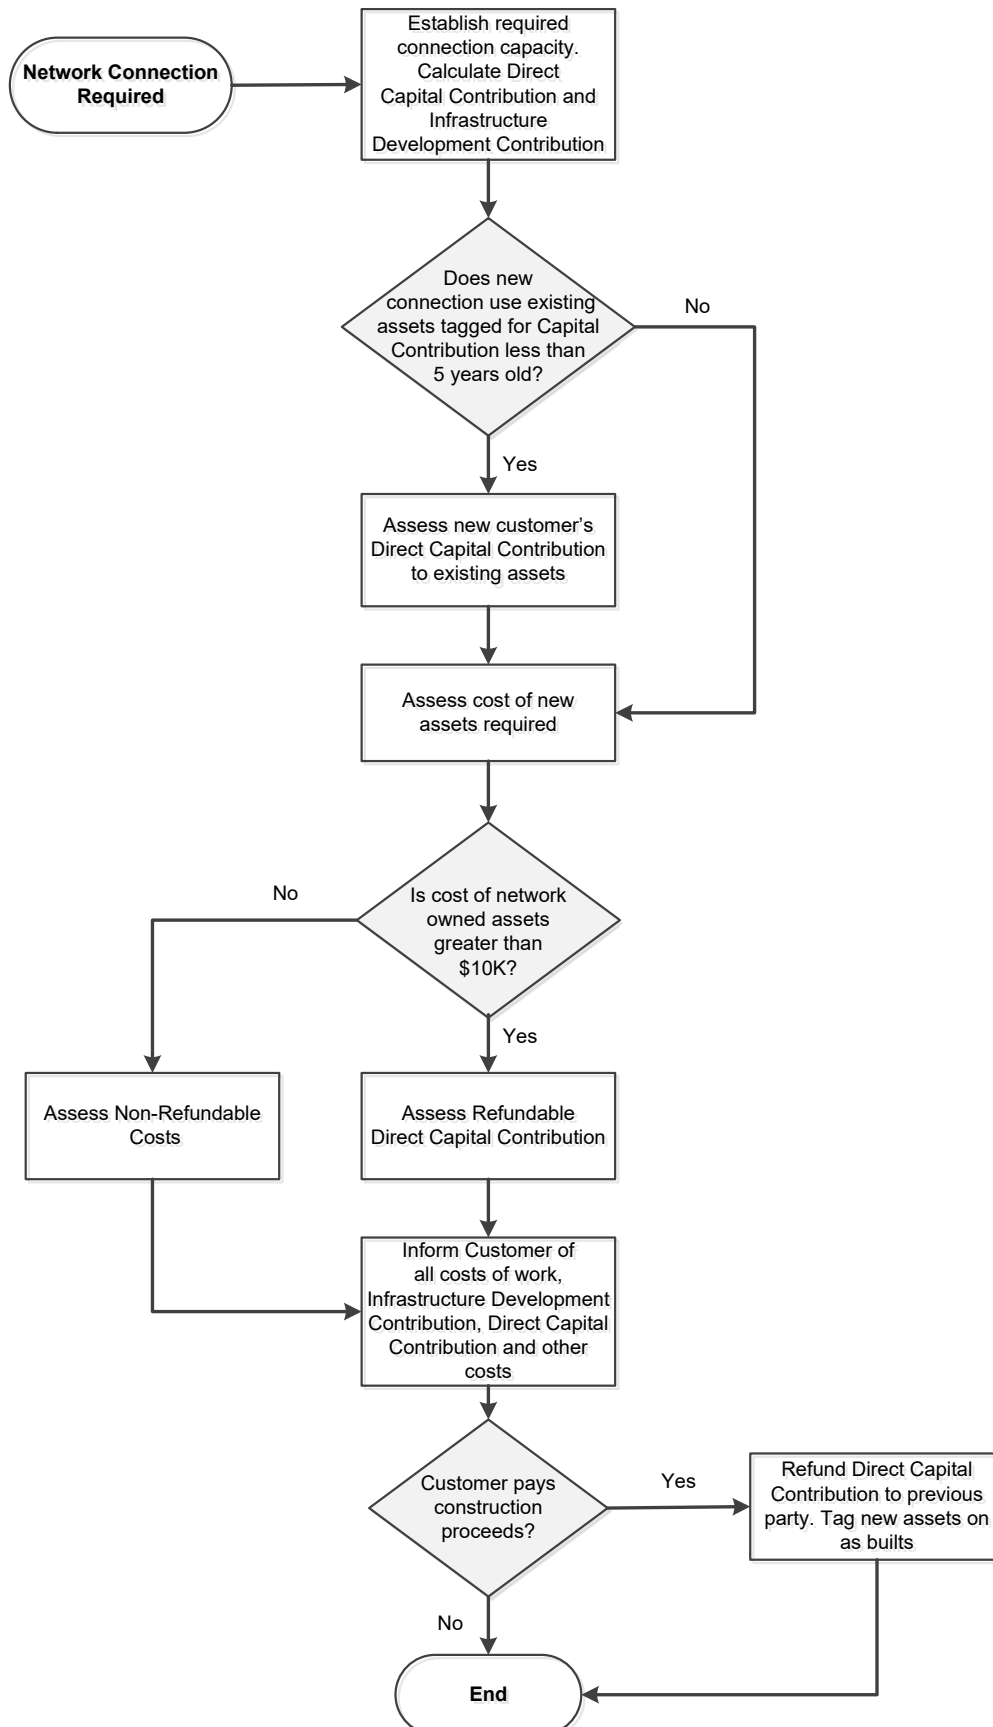 Network Connection
Required
Establish required
connection capacity.
Calculate Direct
Capital Contribution and
Infrastructure
Development Contribution
Does new
connection use existing
assets tagged for Capital
Contribution less than
5 years old?
No
Yes
Assess new customer’s
Direct Capital Contribution
to existing assets
Assess cost of new
assets required
Is cost of network
owned assets
greater than
$10K?
No
Yes
Assess Non-Refundable
Costs
Assess Refundable
Direct Capital Contribution
Inform Customer of
all costs of work,
Infrastructure Development
Contribution, Direct Capital
Contribution and other
costs
Customer pays
construction
proceeds?
Yes
Refund Direct Capital
Contribution to previous
party. Tag new assets on
as builts
No
End